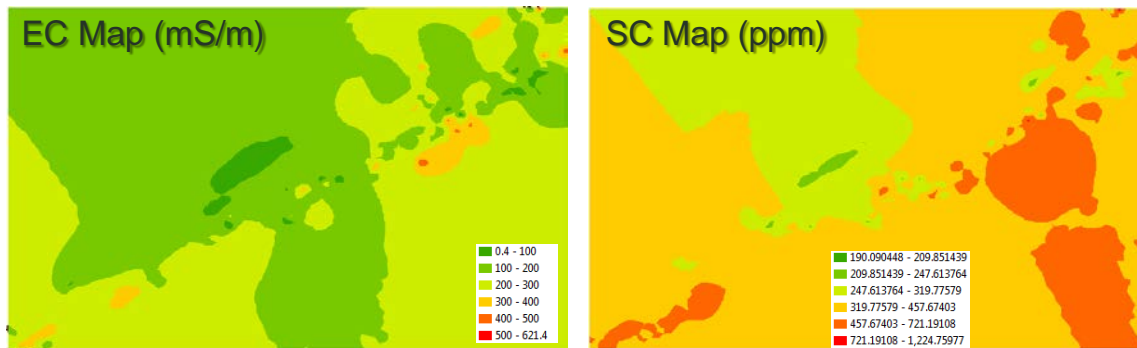 EC Map (mS/m)
0.4 - 100
100 - 200
200 - 300
300 - 400
400 - 500
500 - 621.4
SC Map (ppm)
190.090448 - 209.851439
209.851439 - 247.613764
247.613764 - 319.77579
319.77579 - 457.67403
457.67403 - 721.19108
721.19108 - 1,224.75977